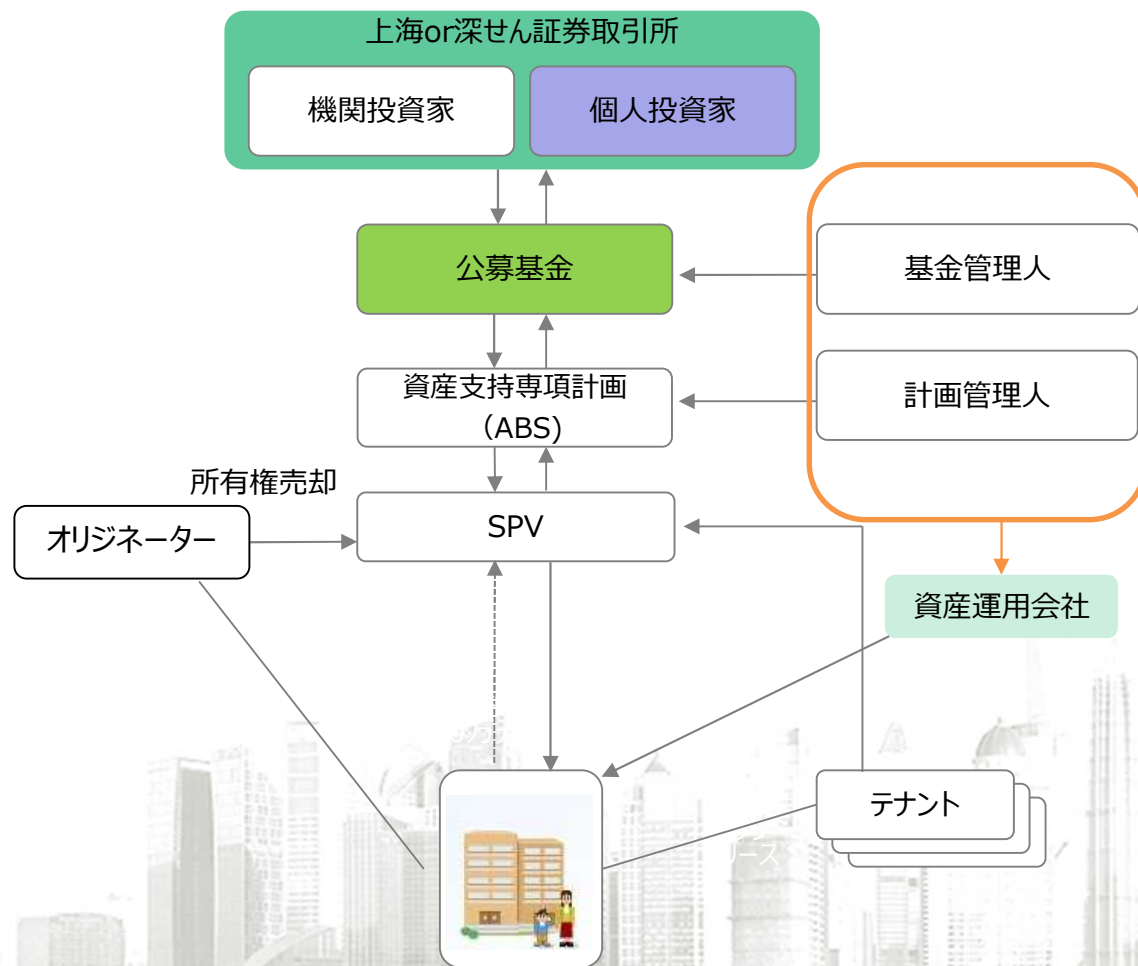 上海or深せん証券取引所
機関投資家
個人投資家
公募基金
基金管理人
資産支持専項計画
（ABS)
計画管理人
所有権売却
オリジネーター
SPV
資産運用会社
テナント
リース